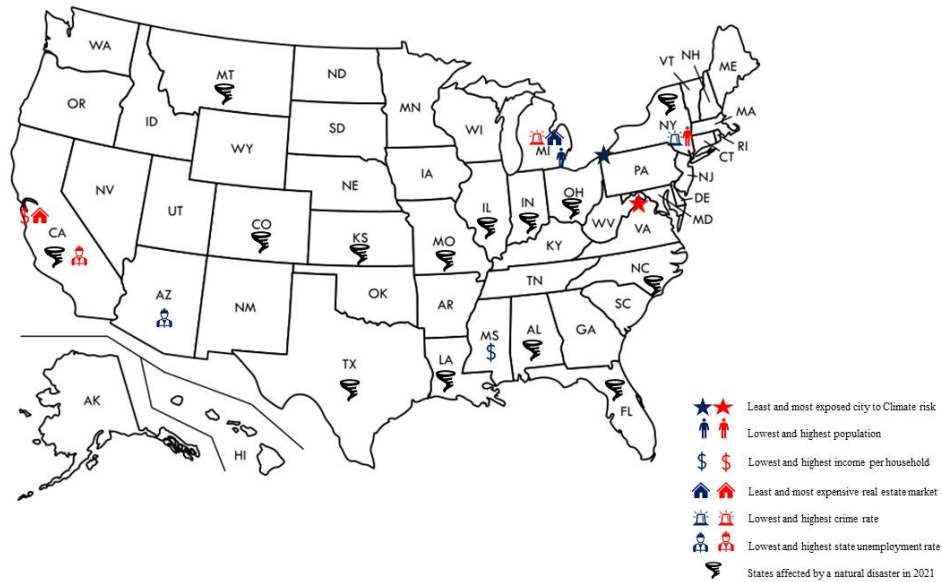 WA
MT
ND
MN
VT
NH
ME
OR
ID
SD
WI
MI
NY
MA
WY
RI
CT
NV
UT
NE
IA
PA
NJ
CO
KS
IL
IN
OH
DE
MD
CA
MO
WV
VA
KY
AZ
NM
OK
AR
TN
NC
SC
MS
AL
GA
TX
LA
FL
AK
HI
$
$
Least and most exposed city to Climate risk
Lowest and highest population
$ $ Lowest and highest income per household
Least and most expensive real estate market
Lowest and highest crime rate
Lowest and highest state unemployment rate
States affected by a natural disaster in 2021